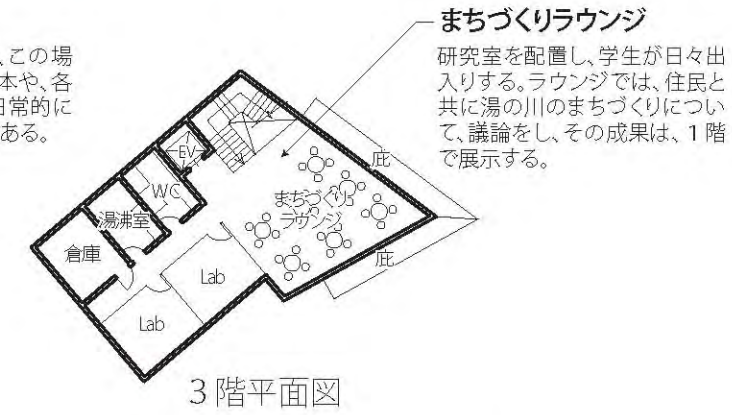 、この場
本や、各
日常的に
ある。
まちづくりラウンジ
研究室を配置し、学生が日々出
入りする。ラウンジでは、住民と
共に湯の川のまちづくりについ
て、議論をし、その成果は、1階
で展示する。
EV
WC
湯沸室
倉庫
Lab
Lab
まちづくり
ラウンジ
庇
庇
3階平面図